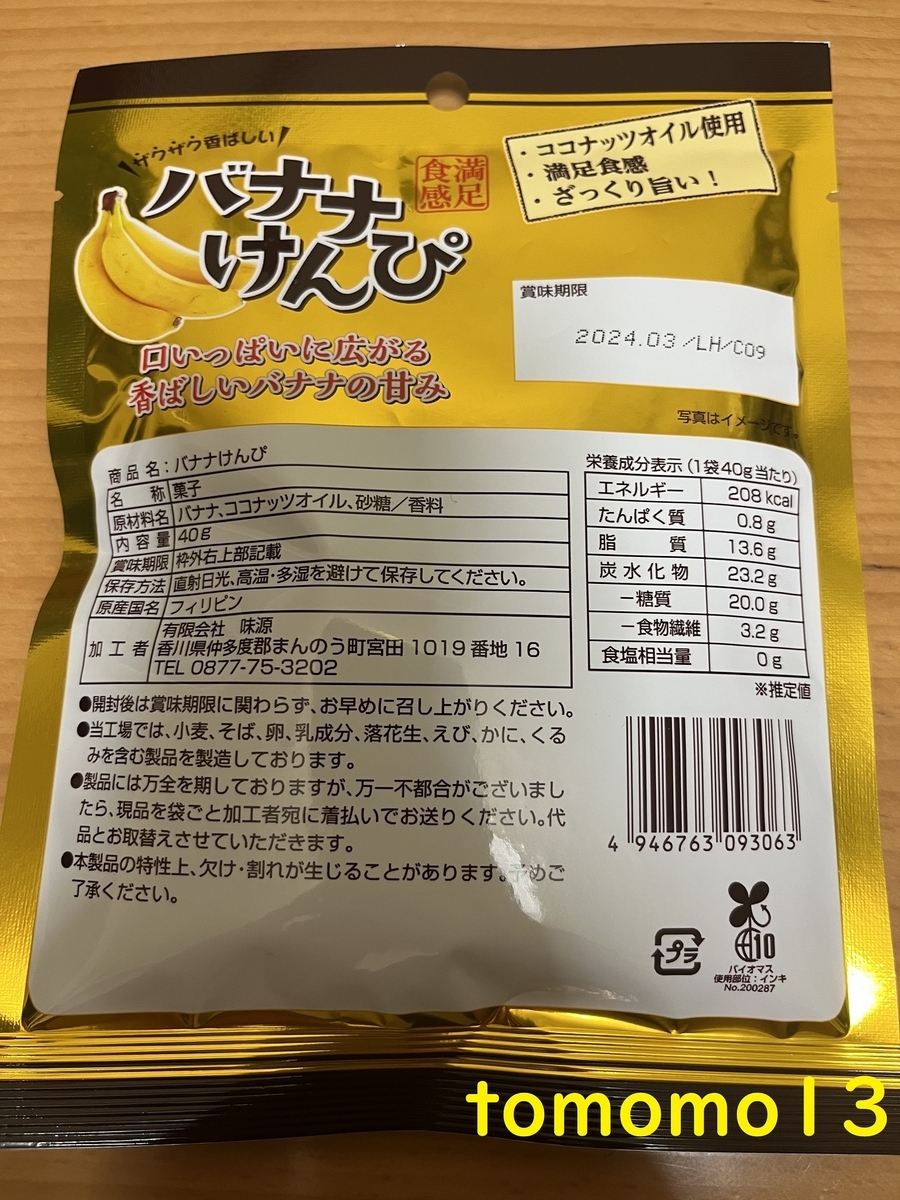 ザクザク香ばしい
バナナ
けんぴ
満足
食感
・ココナッツオイル使用
・満足食感
・ざっくり旨い！
賞味期限
2024.03/LH/C09
口いっぱいに広がる
香ばしいバナナの甘み
写真はイメージです。
商品名：バナナけんぴ
名称 菓子
原材料名 バナナ、ココナッツオイル、砂糖／香料
内容量 40g
賞味期限 枠外右上部記載
保存方法 直射日光、高温・多湿を避けて保存してください。
原産国名 フィリピン
加工者 有限会社 味源
香川県仲多度郡まんのう町宮田 1019 番地 16
TEL 0877-75-3202
栄養成分表示（1袋40g当たり）
エネルギー 208 kcal
たんぱく質 0.8 g
脂質 13.6 g
炭水化物 23.2 g
－糖質 20.0 g
－食物繊維 3.2 g
食塩相当量 0 g
※推定値
●開封後は賞味期限に関わらず、お早めに召し上がりください。
●当工場では、小麦、そば、卵、乳成分、落花生、えび、かに、くる
みを含む製品を製造しております。
●製品には万全を期しておりますが、万一不都合がございまし
たら、現品を袋ごと加工者宛に着払いでお送りください。代
品とお取替えさせていただきます。
●本製品の特性上、欠け・割れが生じることがあります。予めご
了承ください。
4 946763 093063
プラ
10
バイオマス
使用部位：インキ
No.200287
tomomo13